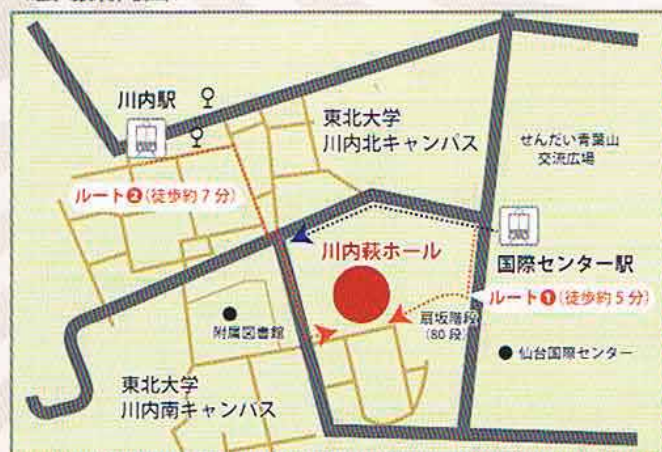 川内駅
東北大学
川内北キャンパス
せんだい青葉山
交流広場
ルート❷(徒歩約7分)
川内萩ホール
国際センター駅
ルート❶(徒歩約5分)
扇坂階段
(80段)
附属図書館
仙台国際センター
東北大学
川内南キャンパス